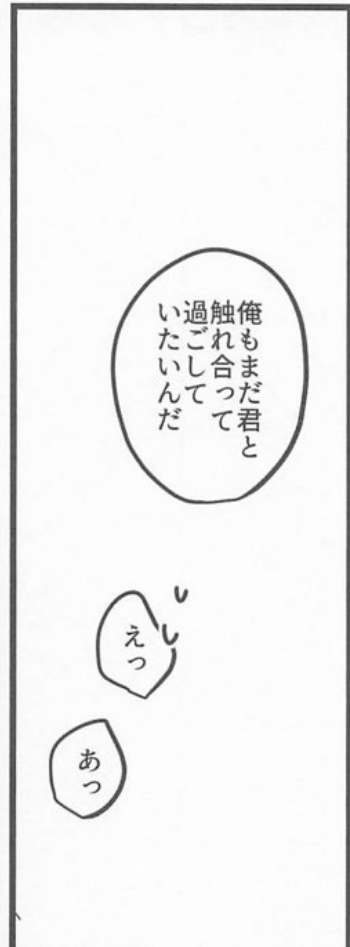 俺もまだ君と
触れ合って
過ごして
いたいんだ
えっ
あっ